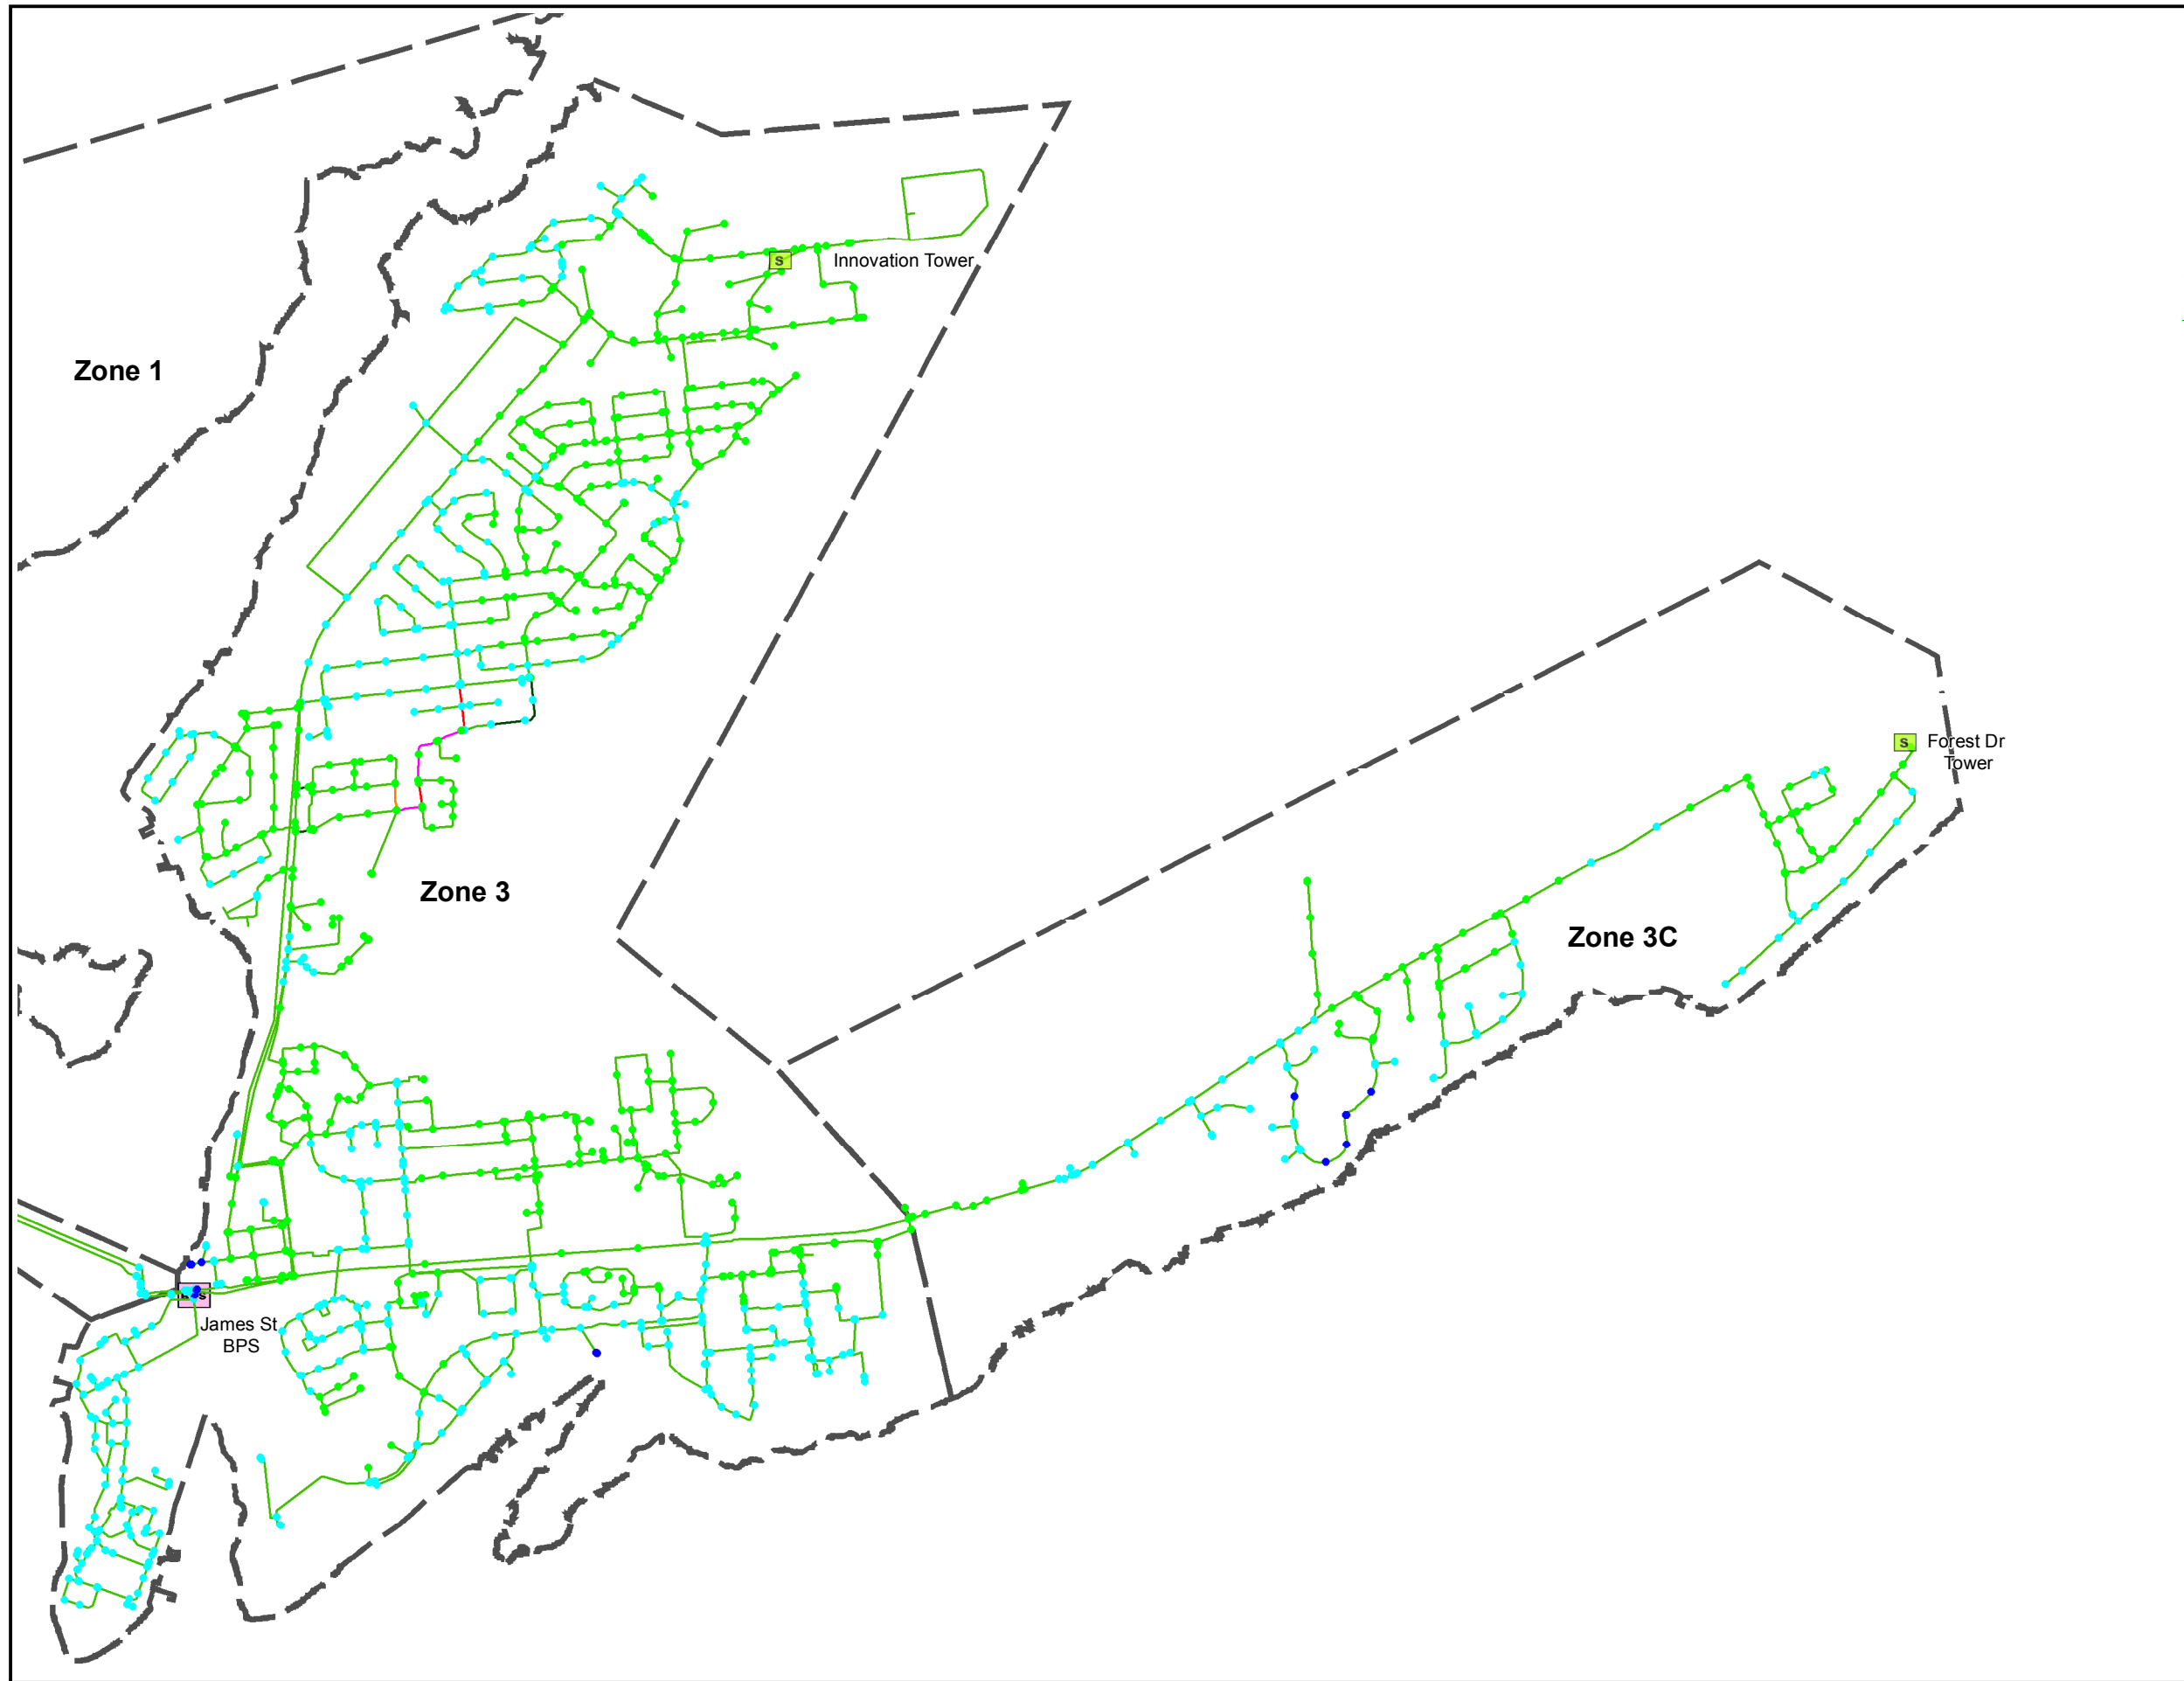 S
Innovation Tower
Zone 1
S
Forest Dr
Tower
Zone 3
Zone 3C
James St
BPS